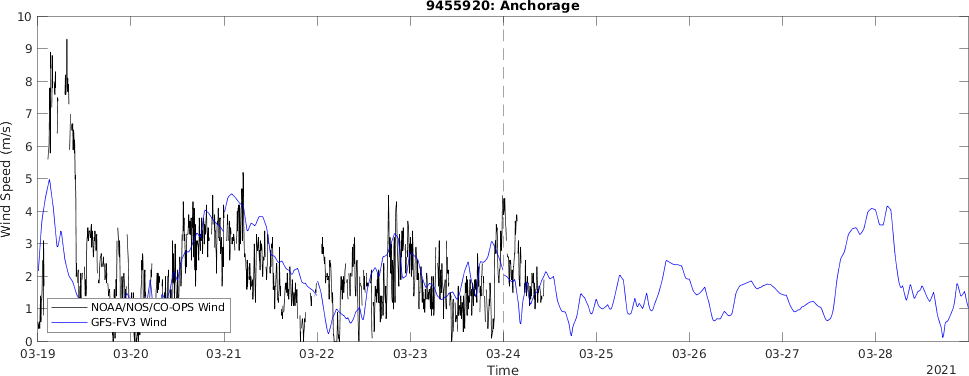 9455920: Anchorage
10
9
8
7
6
5
4
3
2
1
0
Wind Speed (m/s)
NOAA/NOS/CO-OPS Wind
GFS-FV3 Wind
03-19 03-20 03-21 03-22 03-23 03-24 03-25 03-26 03-27 03-28
Time
2021